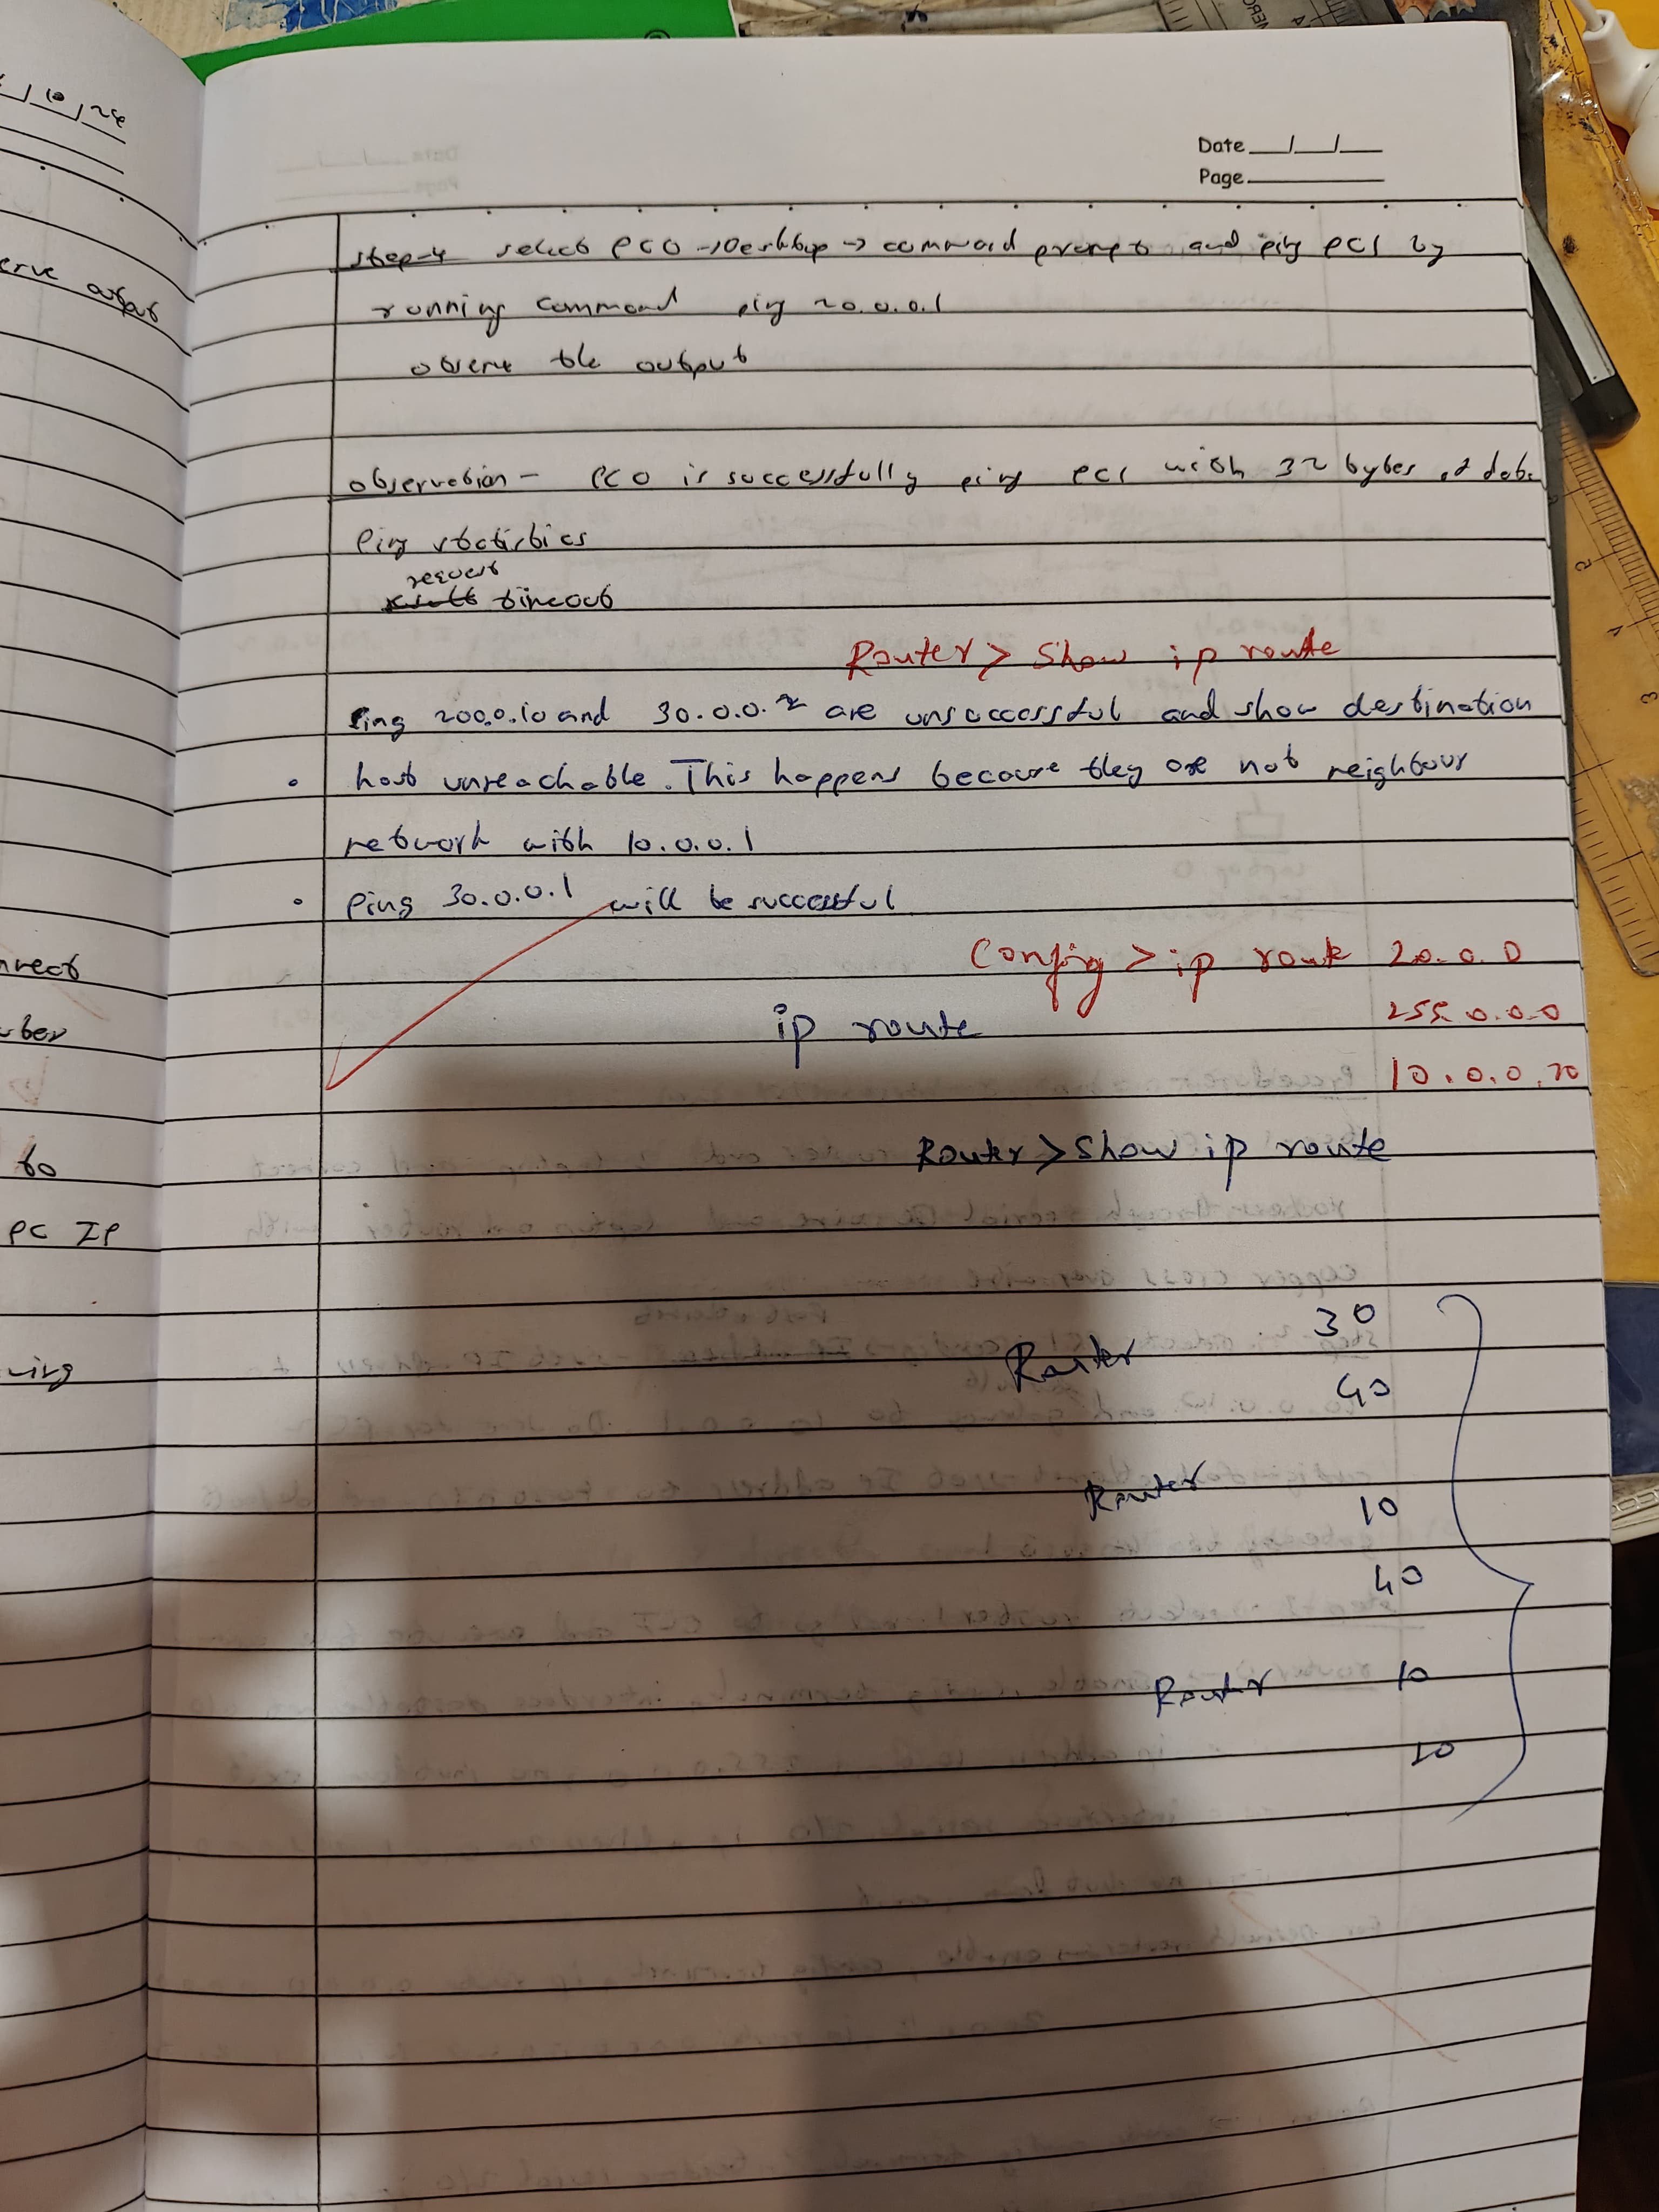 Date __/__/__
Page
step-4 select PC0 → Desktop → command prompt and ping PC1 by
running command ping 20.0.0.1
observe the output
observation - PC0 is successfully ping PC1 with 32 bytes of data
Ping statistics
request
timeout
Router > Show ip route
Ping 200.0.10 and 30.0.0.2 are unsuccessful and show destination
• host unreachable. This happens because they are not neighbour
network with 10.0.0.1
• Ping 30.0.0.1 will be successful
Config > ip route 20.0.0
255.0.0.0
ip route
10.0.0.20
Router > Show ip route
30
Router
40
Router
10
40
Router 10
20
erve output
nnect
to
PC IP